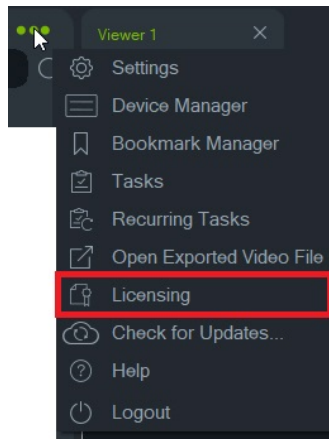 Viewer 1
Settings
Device Manager
Bookmark Manager
Tasks
Recurring Tasks
Open Exported Video File
Licensing
Check for Updates...
Help
Logout